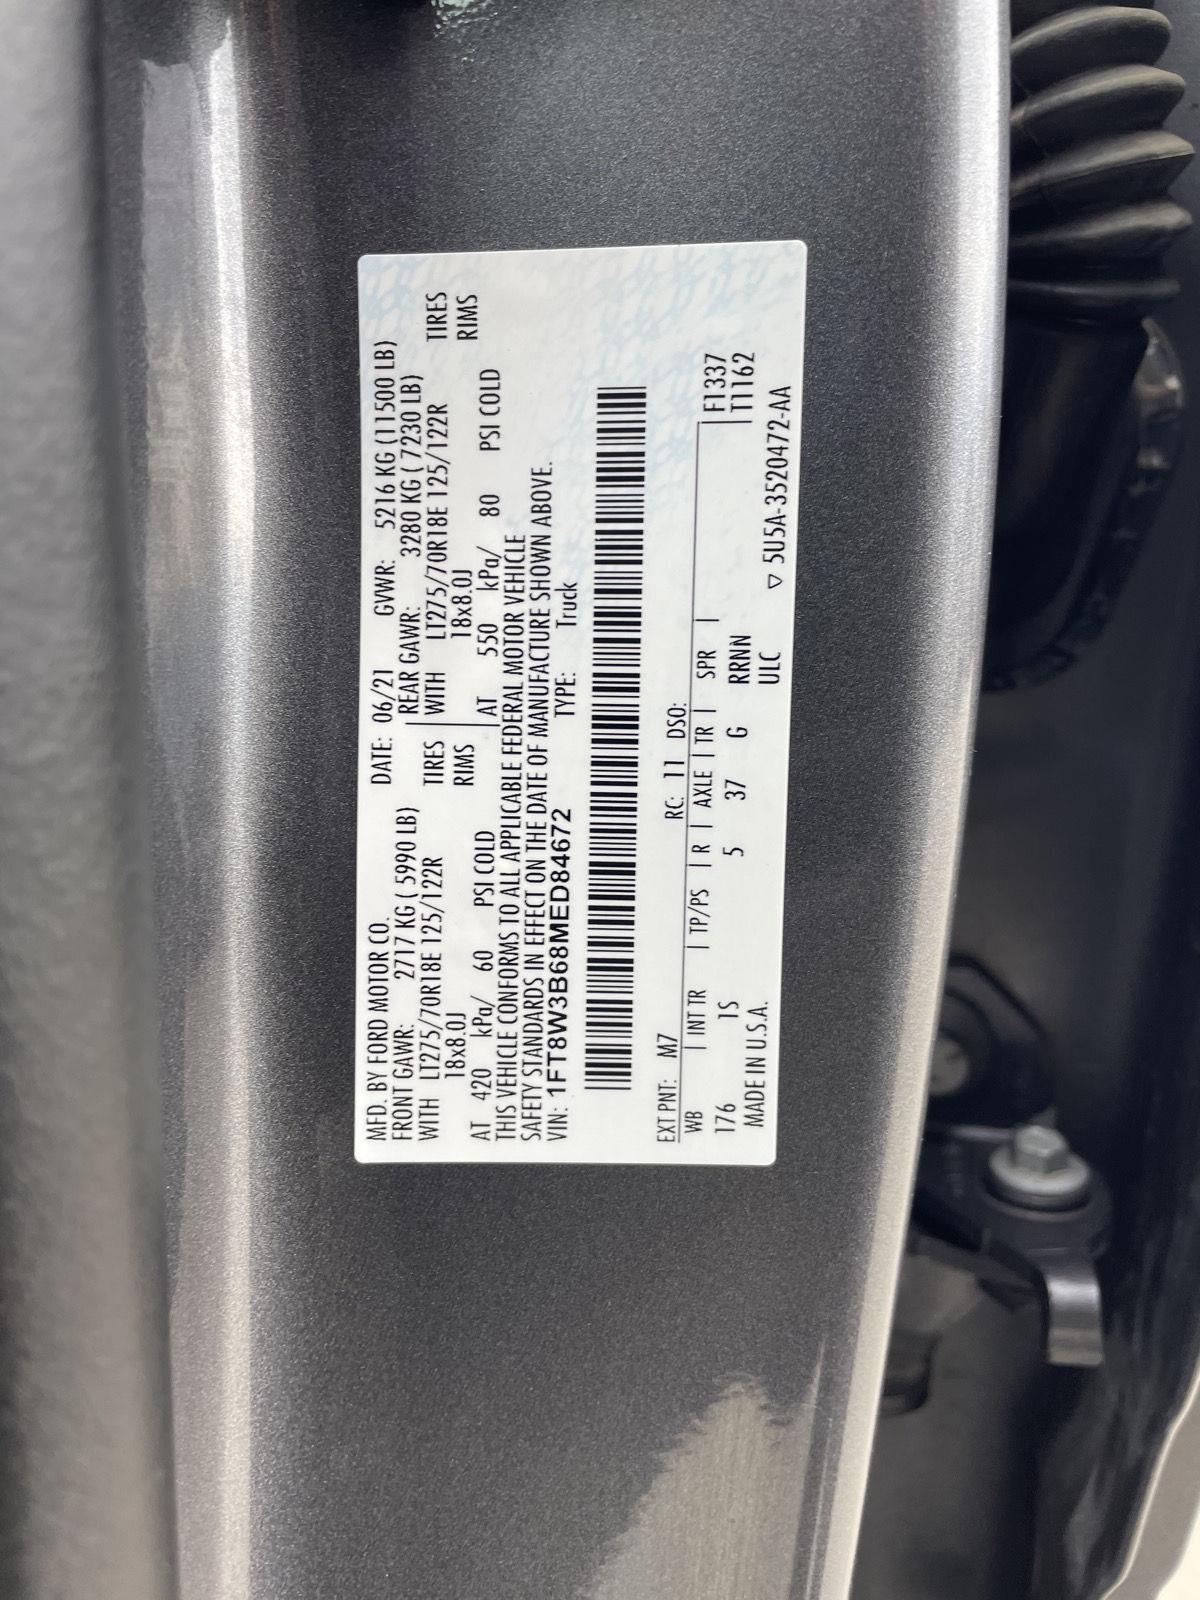 MFD. BY FORD MOTOR CO. DATE: 06/21 GVWR: 5216 KG (11500 LB)
FRONT GAWR: 2717 KG ( 5990 LB) REAR GAWR: 3280 KG ( 7230 LB)
WITH LT275/70R18E 125/122R TIRES WITH LT275/70R18E 125/122R TIRES
18x8.0J RIMS 18x8.0J RIMS
AT 420 kPa/ 60 PSI COLD AT 550 kPa/ 80 PSI COLD
THIS VEHICLE CONFORMS TO ALL APPLICABLE FEDERAL MOTOR VEHICLE
SAFETY STANDARDS IN EFFECT ON THE DATE OF MANUFACTURE SHOWN ABOVE.
VIN: 1FT8W3B68MED84672 TYPE: Truck
EXT PNT: M7 RC: 11 DSO:
WB | INT TR | TP/PS | R | AXLE | TR | SPR | F1337
176 1S 5 37 G RRNN T1162
MADE IN U.S.A. ULC
▽ 5U5A-3520472-AA